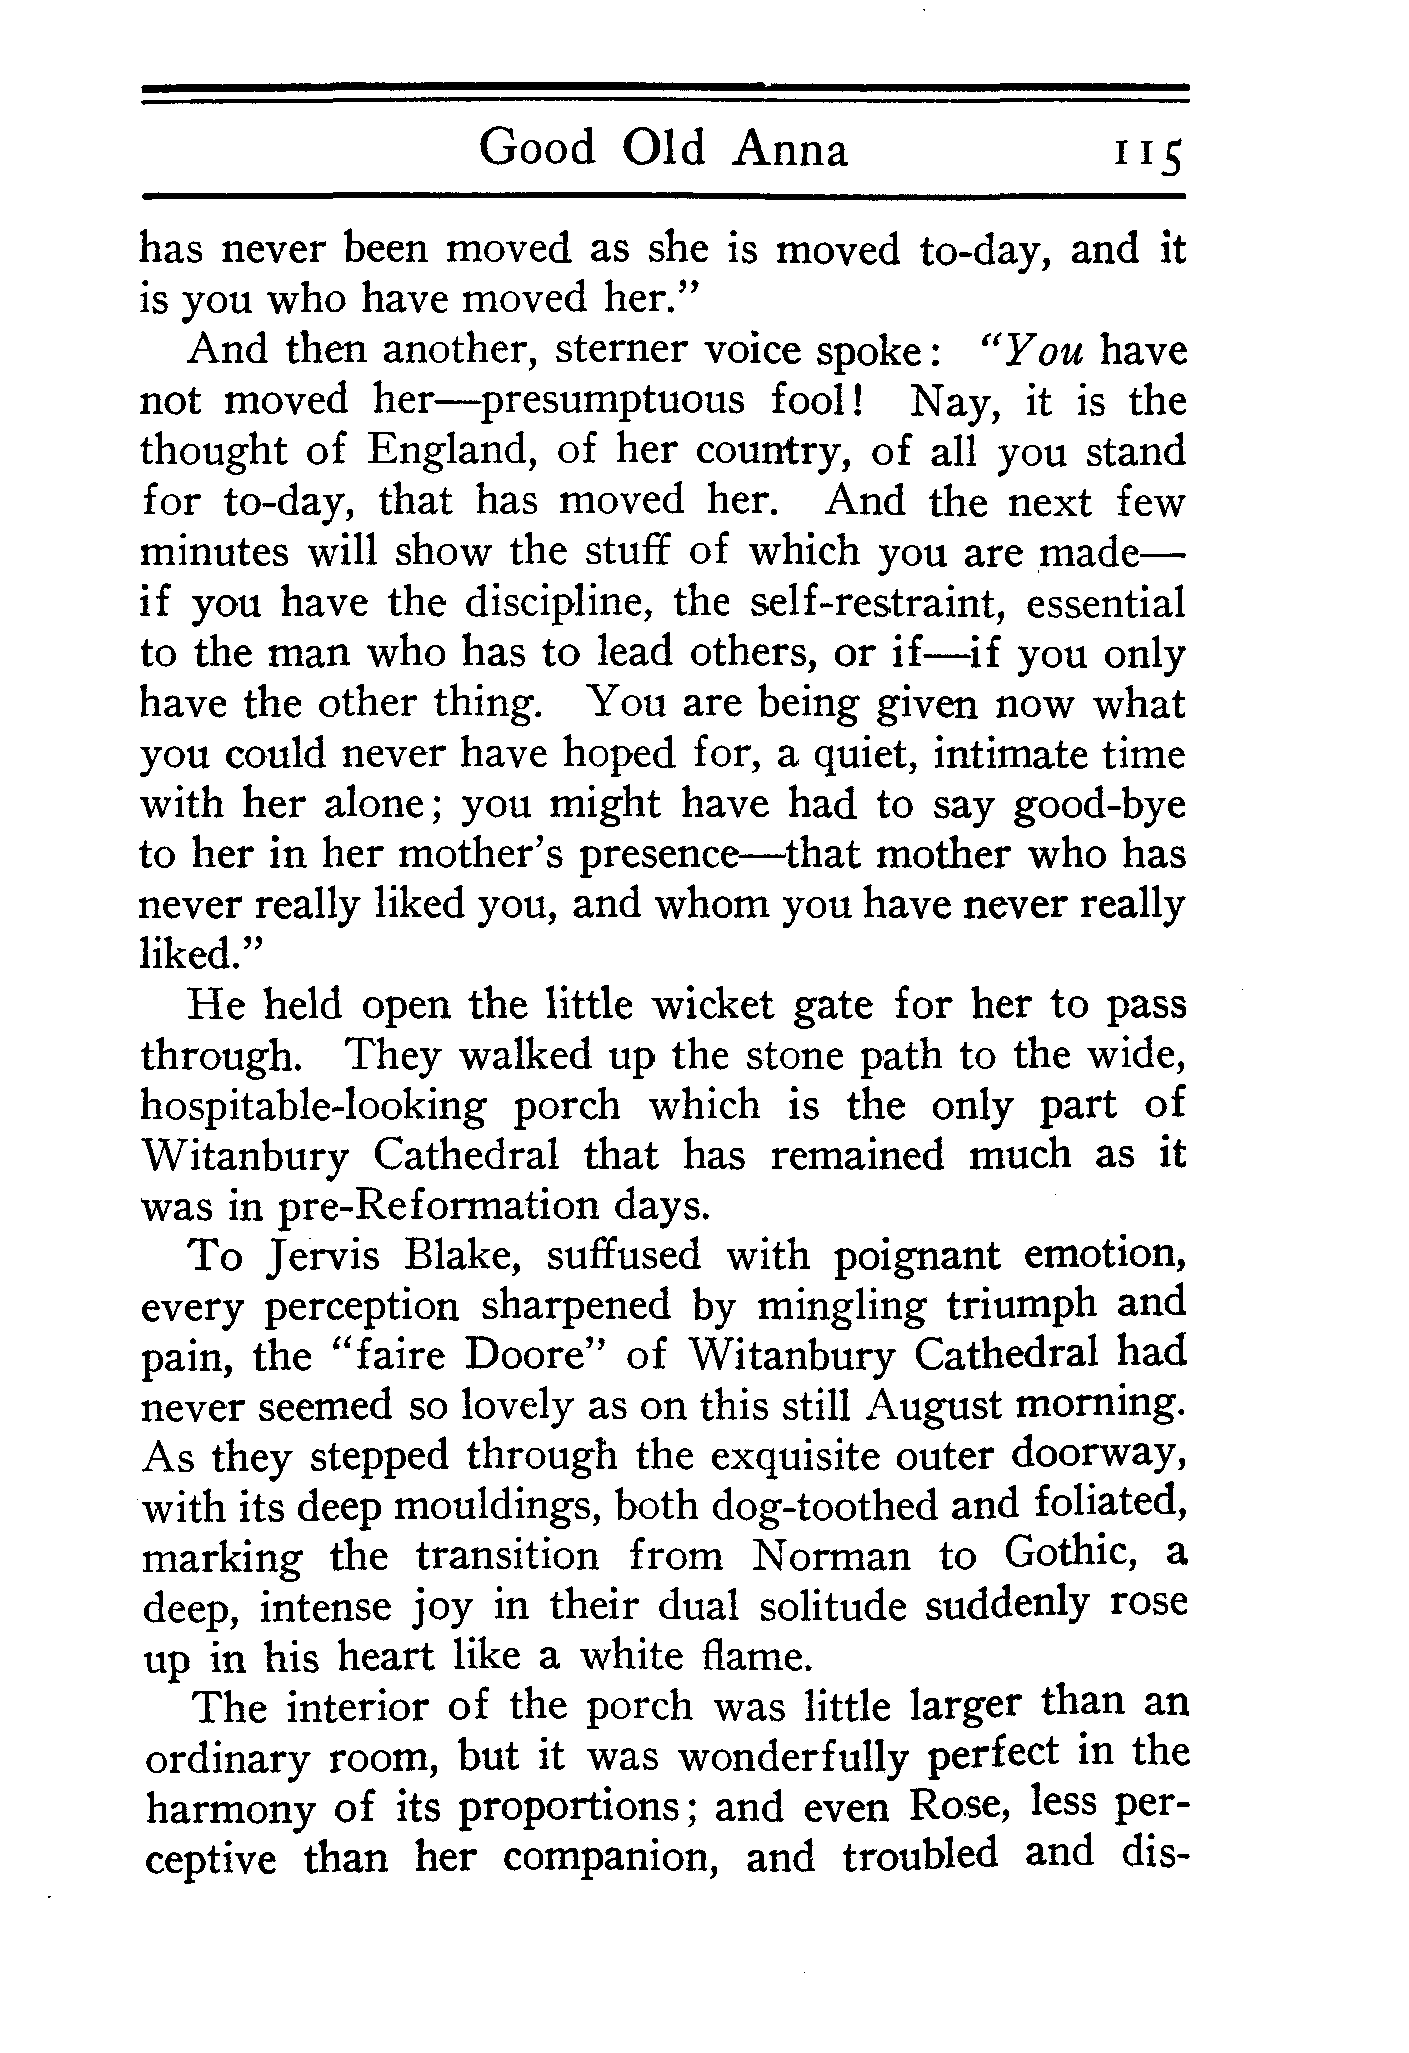 Good Old Anna 115
has never been moved as she is moved to-day, and it
is you who have moved her."
And then another, sterner voice spoke: "You have
not moved her—presumptuous fool! Nay, it is the
thought of England, of her country, of all you stand
for to-day, that has moved her. And the next few
minutes will show the stuff of which you are made—
if you have the discipline, the self-restraint, essential
to the man who has to lead others, or if—if you only
have the other thing. You are being given now what
you could never have hoped for, a quiet, intimate time
with her alone; you might have had to say good-bye
to her in her mother's presence—that mother who has
never really liked you, and whom you have never really
liked."
He held open the little wicket gate for her to pass
through. They walked up the stone path to the wide,
hospitable-looking porch which is the only part of
Witanbury Cathedral that has remained much as it
was in pre-Reformation days.
To Jervis Blake, suffused with poignant emotion,
every perception sharpened by mingling triumph and
pain, the "faire Doore" of Witanbury Cathedral had
never seemed so lovely as on this still August morning.
As they stepped through the exquisite outer doorway,
with its deep mouldings, both dog-toothed and foliated,
marking the transition from Norman to Gothic, a
deep, intense joy in their dual solitude suddenly rose
up in his heart like a white flame.
The interior of the porch was little larger than an
ordinary room, but it was wonderfully perfect in the
harmony of its proportions; and even Rose, less per-
ceptive than her companion, and troubled and dis-